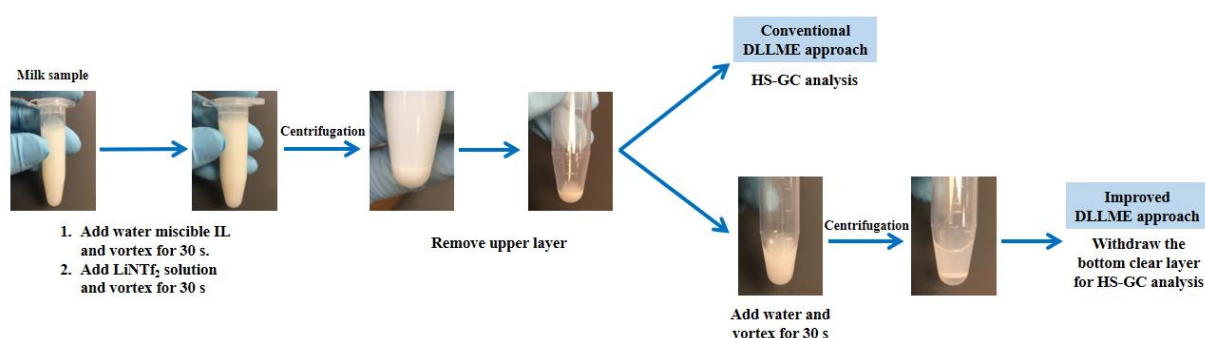 Milk sample
1. Add water miscible IL
and vortex for 30 s.
2. Add LiNTf₂ solution
and vortex for 30 s
Centrifugation
Remove upper layer
Conventional
DLLME approach
HS-GC analysis
Add water and
vortex for 30 s
Centrifugation
Improved
DLLME approach
Withdraw the
bottom clear layer
for HS-GC analysis